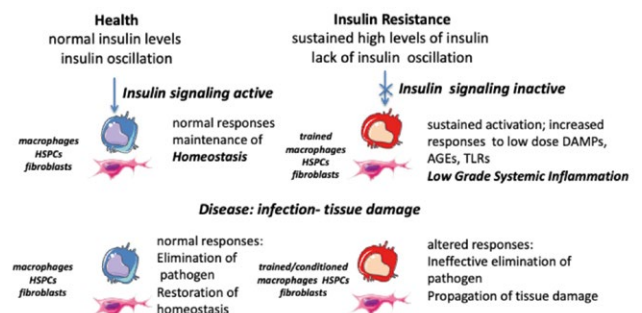 Health
normal insulin levels
insulin oscillation
Insulin Resistance
sustained high levels of insulin
lack of insulin oscillation
Insulin signaling active
Insulin signaling inactive
macrophages
HSPCs
fibroblasts
normal responses
maintenance of
Homeostasis
trained
macrophages
HSPCs
fibroblasts
sustained activation; increased
responses to low dose DAMPs,
AGEs, TLRs
Low Grade Systemic Inflammation
Disease: infection- tissue damage
macrophages
HSPCs
fibroblasts
normal responses:
Elimination of
pathogen
Restoration of
homeostasis
trained/conditioned
macrophages HSPCs
fibroblasts
altered responses:
Ineffective elimination of
pathogen
Propagation of tissue damage